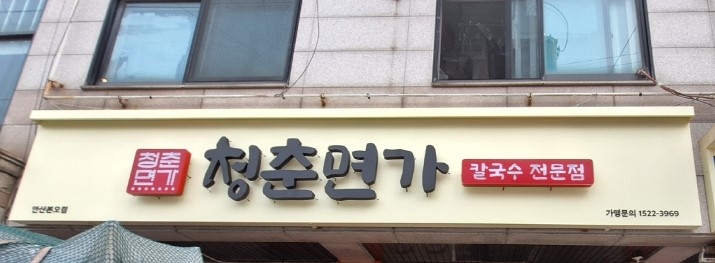 청춘
면가
청춘면가
칼국수 전문점
안산본오점
가맹문의 1522-3969